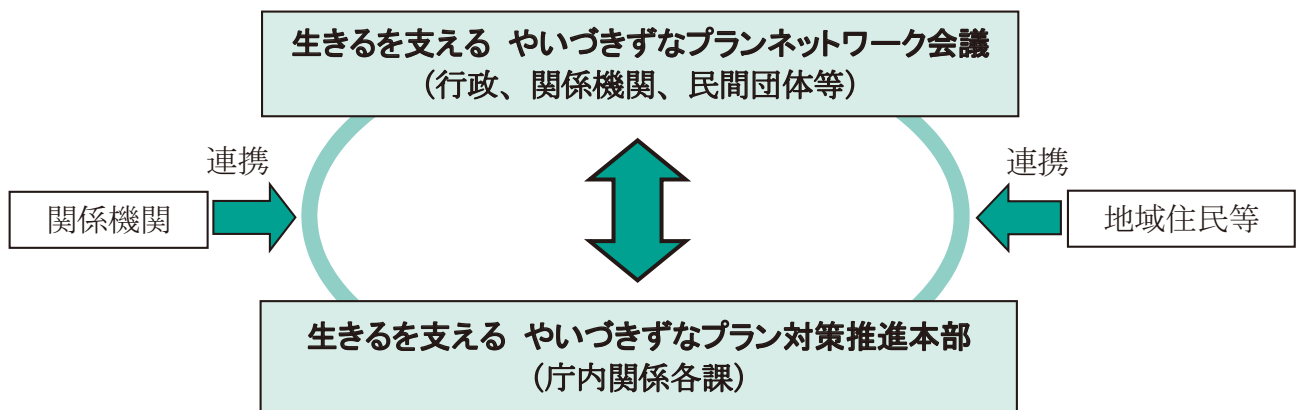 生きるを支える やいづきずなプランネットワーク会議
(行政、関係機関、民間団体等)
連携
連携
関係機関
地域住民等
生きるを支える やいづきずなプラン対策推進本部
(庁内関係各課)